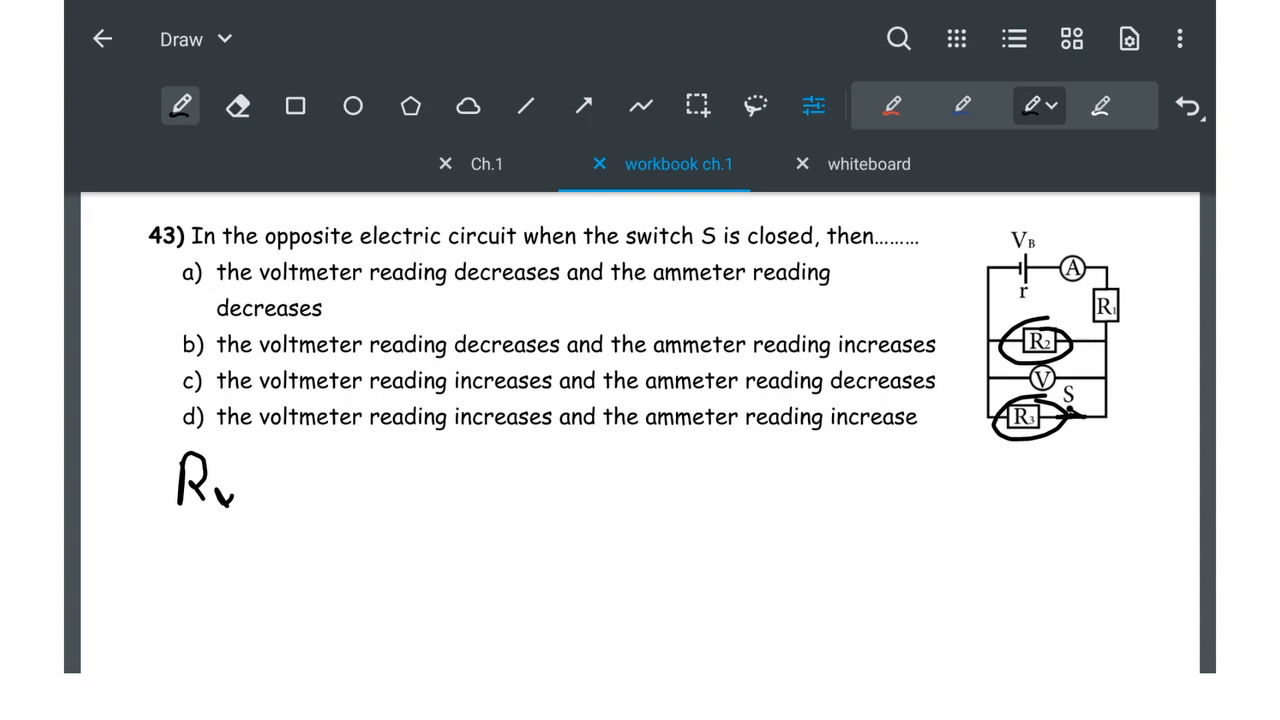 Draw
Ch.1
workbook ch.1
whiteboard
43) In the opposite electric circuit when the switch S is closed, then………
a) the voltmeter reading decreases and the ammeter reading
decreases
b) the voltmeter reading decreases and the ammeter reading increases
c) the voltmeter reading increases and the ammeter reading decreases
d) the voltmeter reading increases and the ammeter reading increase
VB
A
r
R1
R2
V
S
R3
R